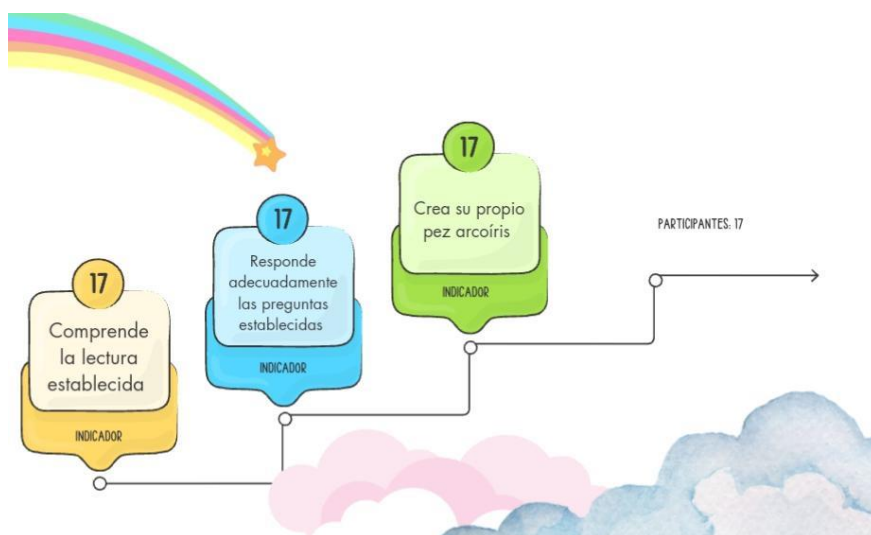 17
Comprende
la lectura
establecida
INDICADOR
17
Responde
adecuadamente
las preguntas
establecidas
INDICADOR
17
Crea su propio
pez arcoíris
INDICADOR
PARTICIPANTES: 17